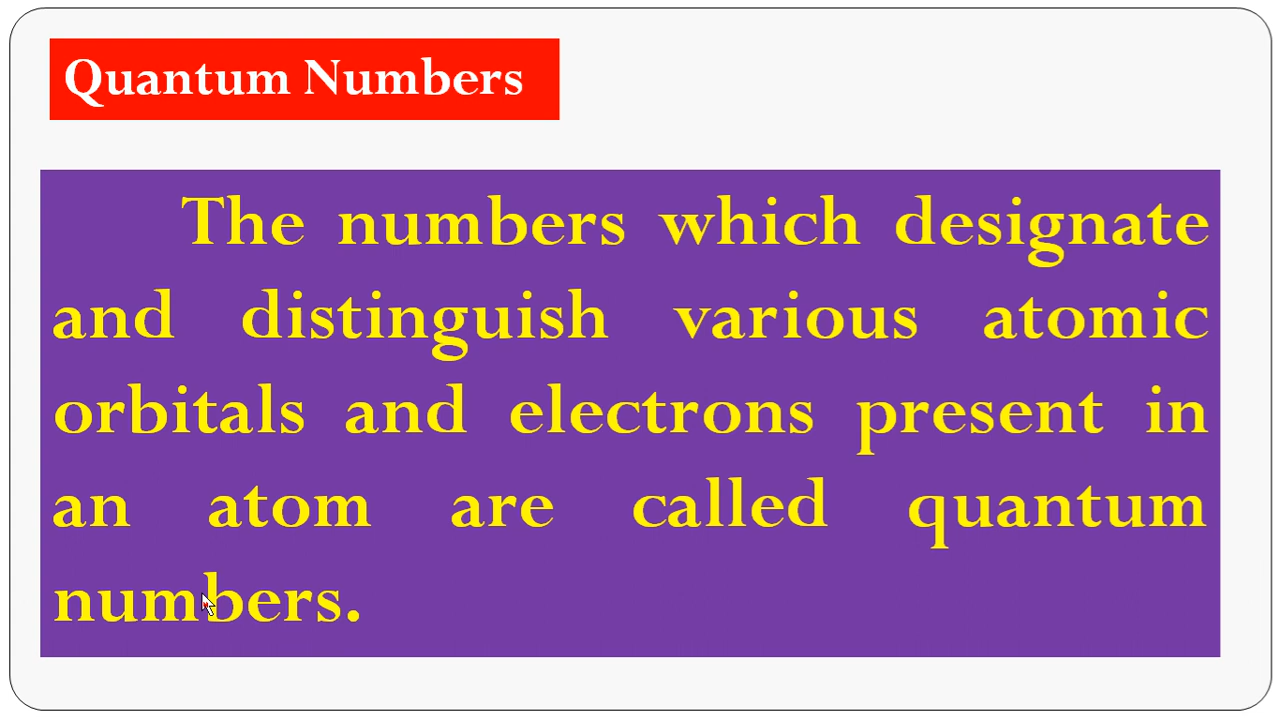 Quantum Numbers
The numbers which designate
and distinguish various atomic
orbitals and electrons present in
an atom are called quantum
numbers.